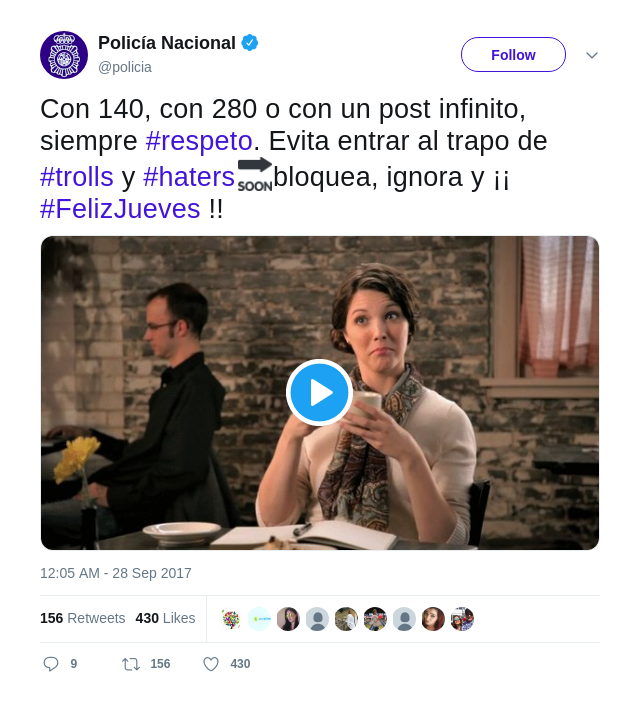 Policía Nacional
@policia
Follow
Con 140, con 280 o con un post infinito,
siempre #respeto. Evita entrar al trapo de
#trolls y #haters🔜bloquea, ignora y ¡¡
#FelizJueves !!
12:05 AM - 28 Sep 2017
156 Retweets 430 Likes
9 156 430